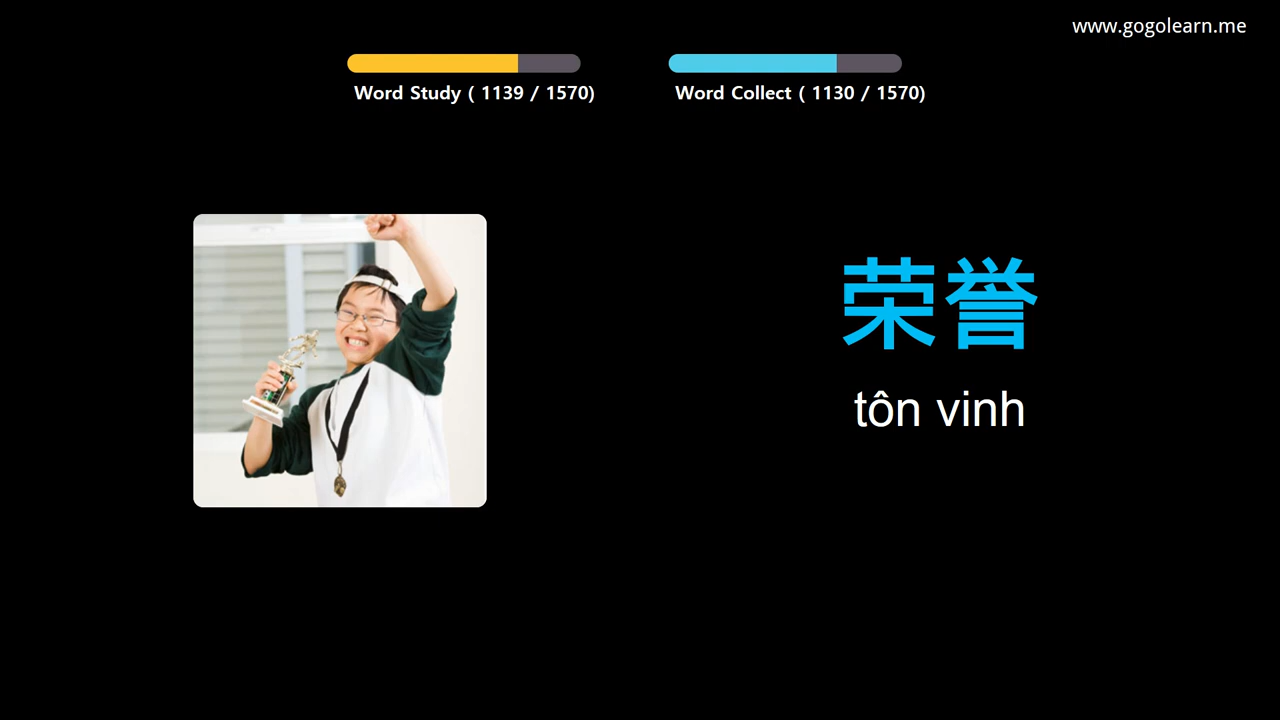 www.gogolearn.me
Word Study ( 1139 / 1570)
Word Collect ( 1130 / 1570)
荣誉
tôn vinh